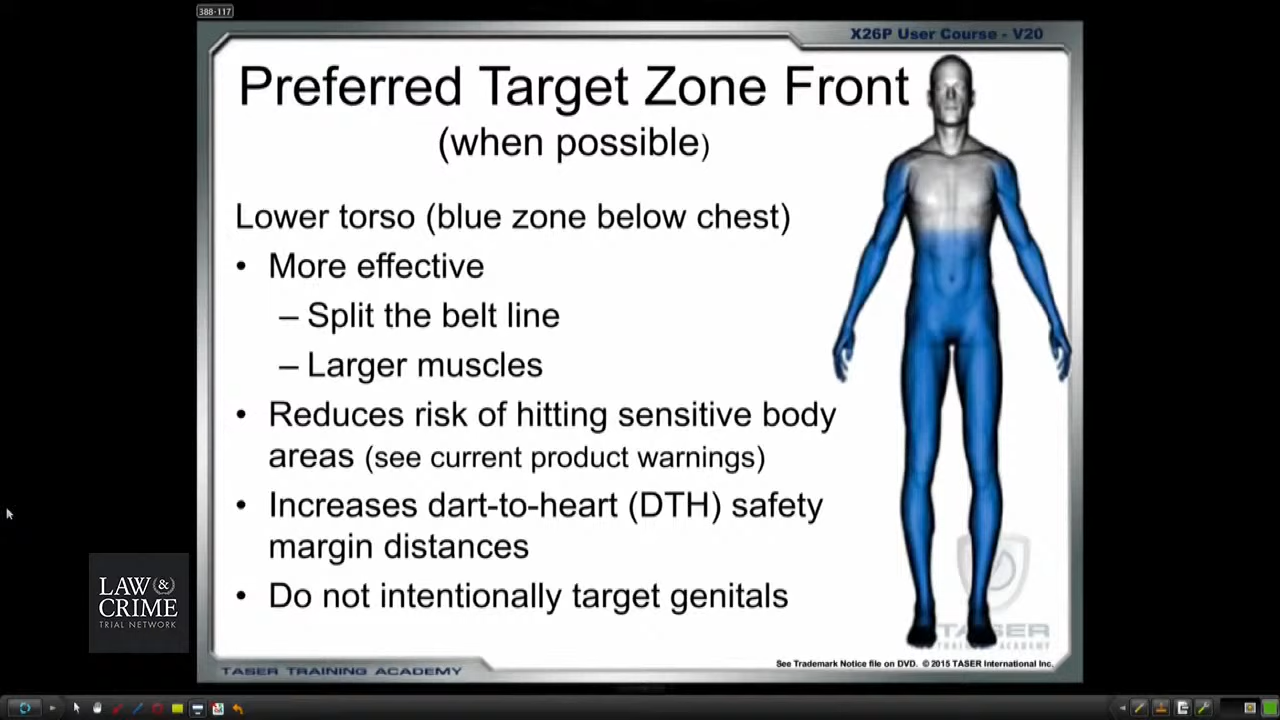 388-117
X26P User Course - V20
Preferred Target Zone Front
(when possible)
Lower torso (blue zone below chest)
• More effective
– Split the belt line
– Larger muscles
• Reduces risk of hitting sensitive body
areas (see current product warnings)
• Increases dart-to-heart (DTH) safety
margin distances
• Do not intentionally target genitals
LAW &
CRIME
TRIAL NETWORK
TASER
TASER TRAINING ACADEMY
See Trademark Notice file on DVD. © 2015 TASER International Inc.